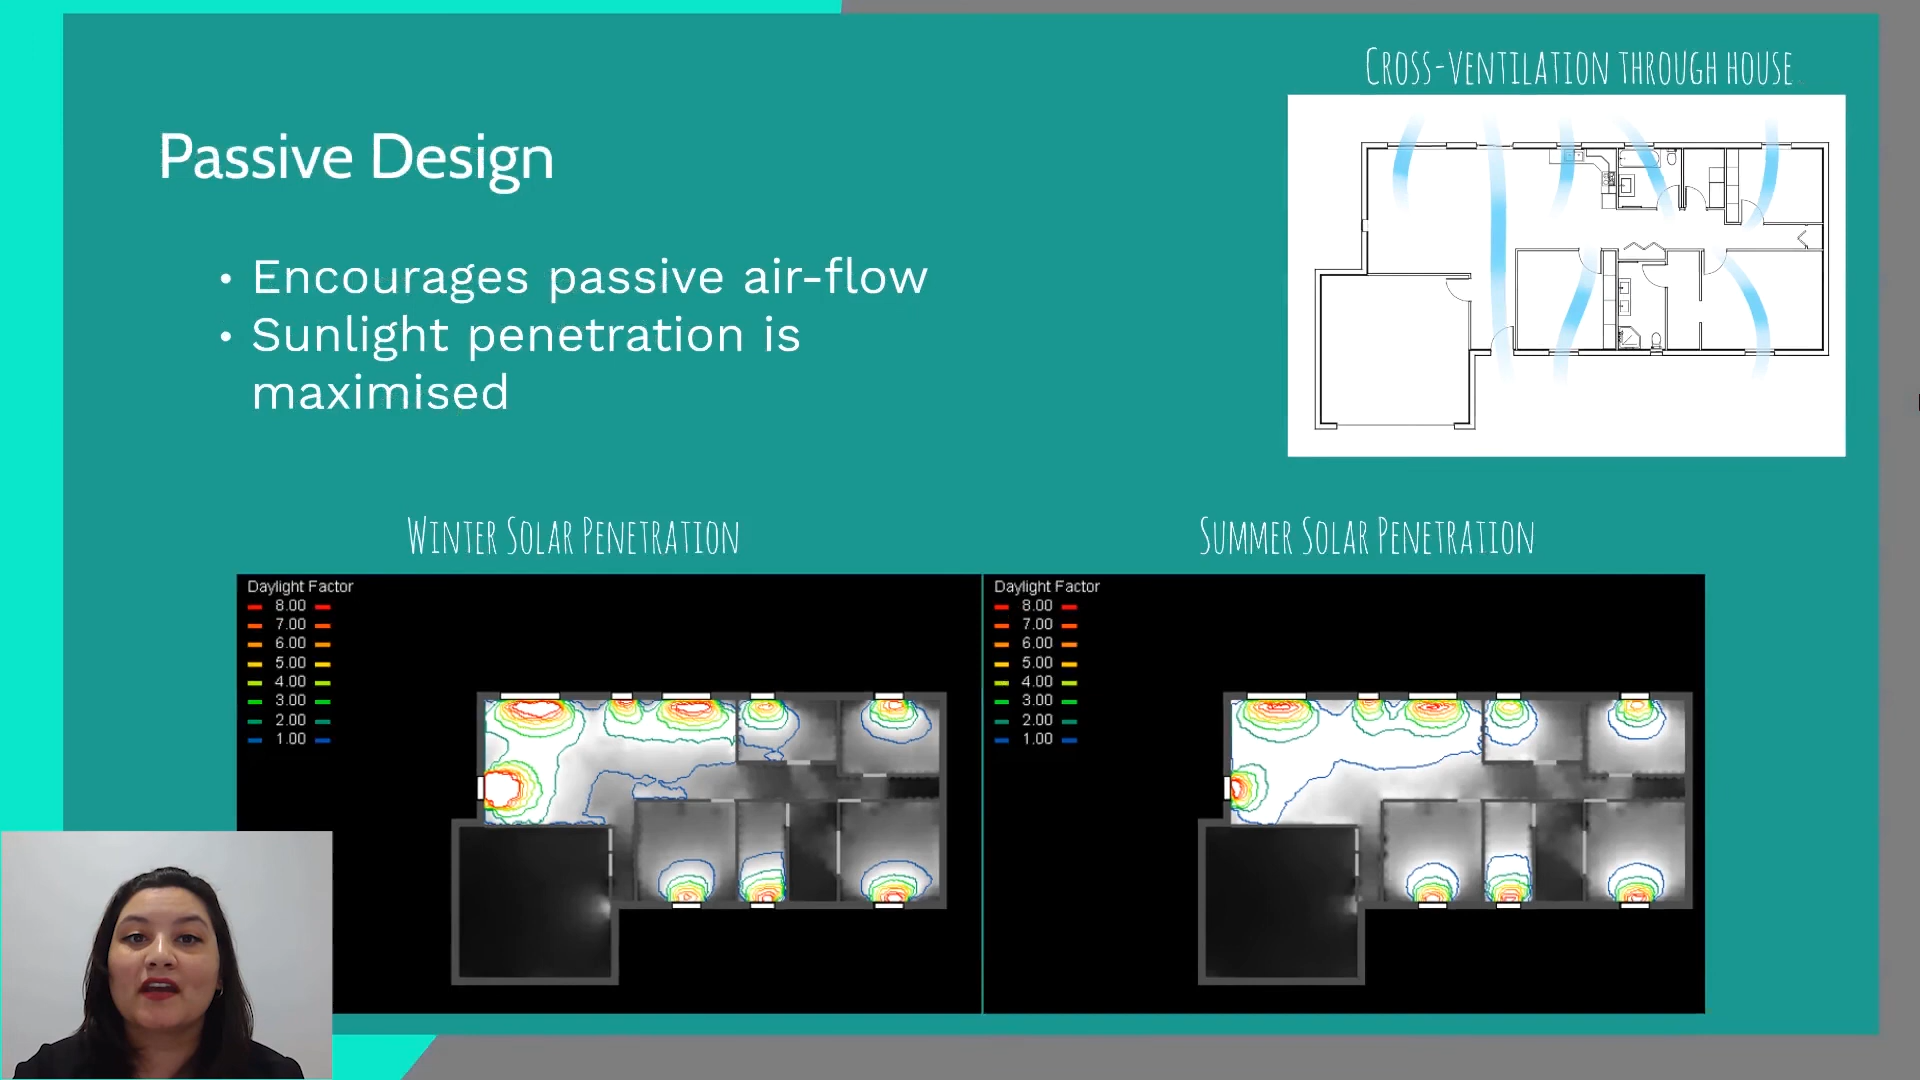 Cross-ventilation through house
Passive Design
• Encourages passive air-flow
• Sunlight penetration is
maximised
Winter Solar Penetration
Summer Solar Penetration
Daylight Factor
8.00
7.00
6.00
5.00
4.00
3.00
2.00
1.00
Daylight Factor
8.00
7.00
6.00
5.00
4.00
3.00
2.00
1.00